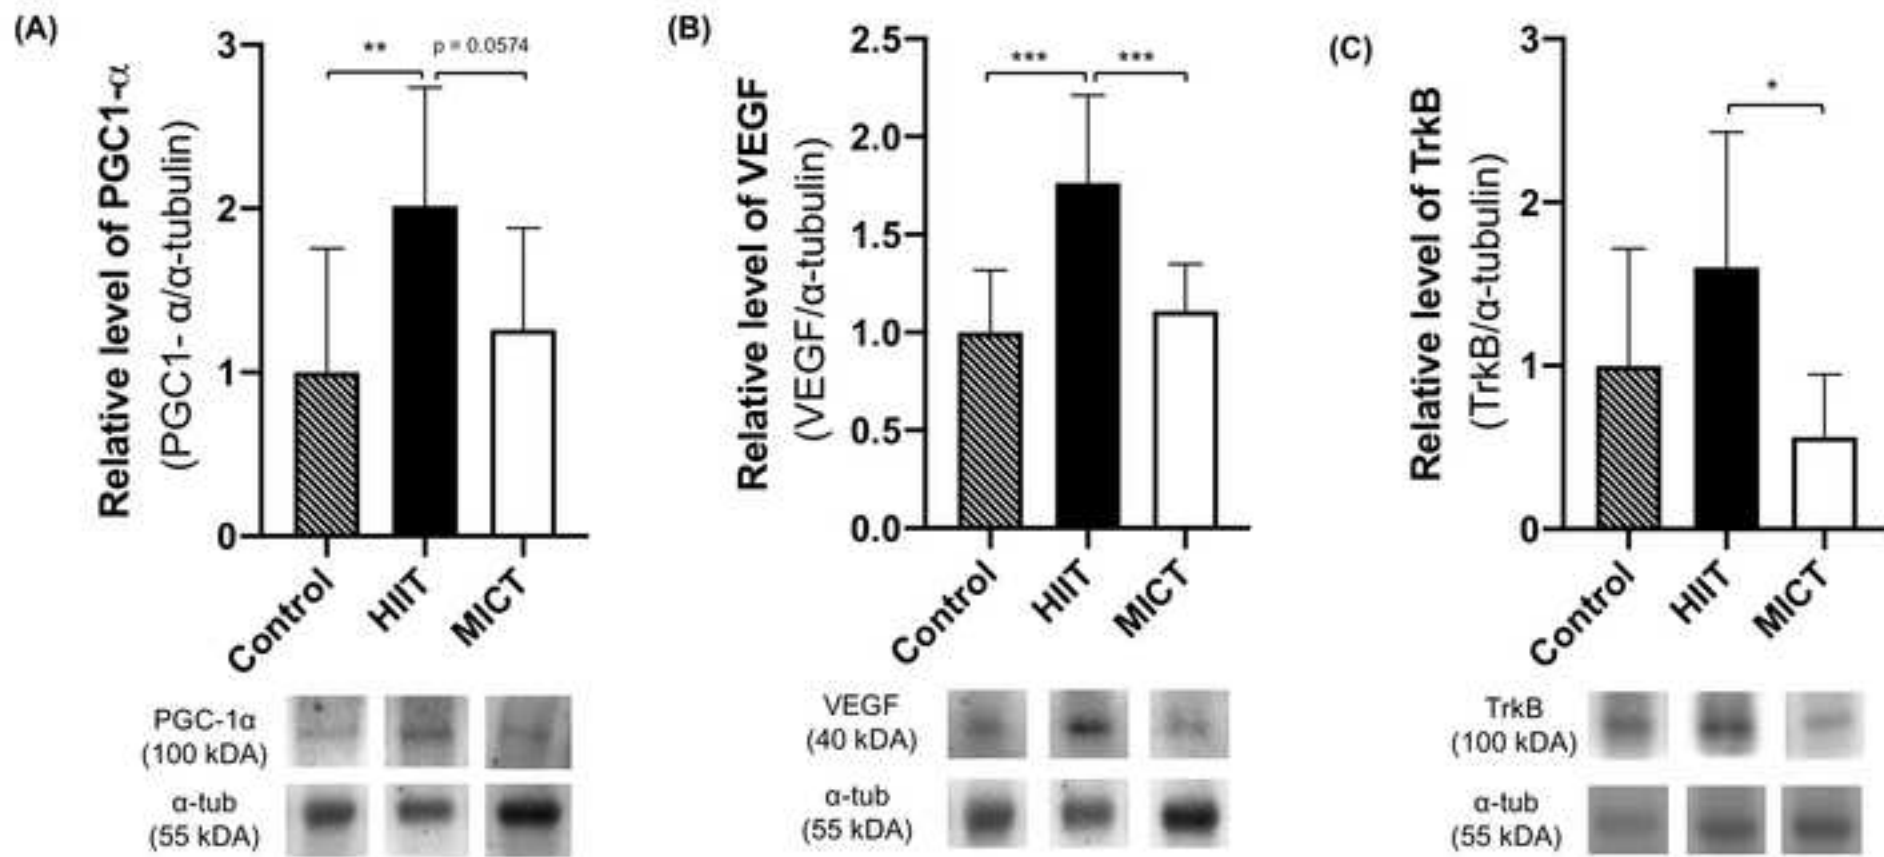 (A)
Relative level of PGC1-α
(PGC1- α/α-tubulin)
3
2
1
0
**
p = 0.0574
Control
HIIT
MICT
PGC-1α
(100 kDA)
α-tub
(55 kDA)
(B)
Relative level of VEGF
(VEGF/α-tubulin)
2.5
2.0
1.5
1.0
0.5
0.0
***
***
Control
HIIT
MICT
VEGF
(40 kDA)
α-tub
(55 kDA)
(C)
Relative level of TrkB
(TrkB/α-tubulin)
3
2
1
0
*
Control
HIIT
MICT
TrkB
(100 kDA)
α-tub
(55 kDA)